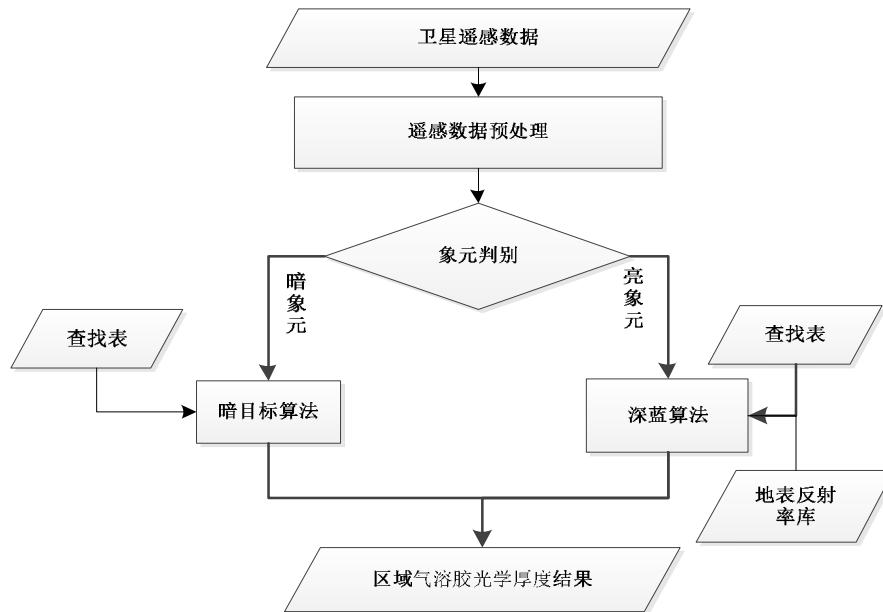 卫星遥感数据
遥感数据预处理
象元判别
暗
象
元
亮
象
元
查找表
查找表
暗目标算法
深蓝算法
地表反射
率库
区域气溶胶光学厚度结果